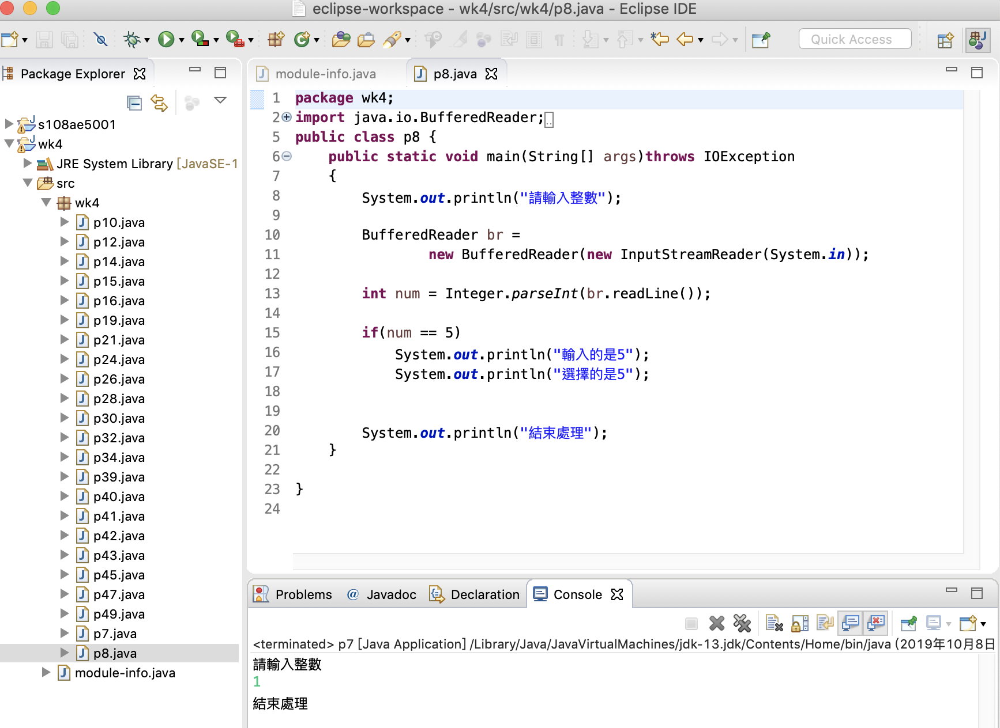 eclipse-workspace - wk4/src/wk4/p8.java - Eclipse IDE
Quick Access
Package Explorer
s108ae5001
wk4
JRE System Library [JavaSE-1
src
wk4
p10.java
p12.java
p14.java
p15.java
p16.java
p19.java
p21.java
p24.java
p26.java
p28.java
p30.java
p32.java
p34.java
p39.java
p40.java
p41.java
p42.java
p43.java
p45.java
p47.java
p49.java
p7.java
p8.java
module-info.java
module-info.java p8.java
1 package wk4;
2 import java.io.BufferedReader;
5 public class p8 {
6 public static void main(String[] args)throws IOException
7 {
8 System.out.println("請輸入整數");
9
10 BufferedReader br =
11 new BufferedReader(new InputStreamReader(System.in));
12
13 int num = Integer.parseInt(br.readLine());
14
15 if(num == 5)
16 System.out.println("輸入的是5");
17 System.out.println("選擇的是5");
18
19
20 System.out.println("結束處理");
21 }
22
23 }
24
Problems @ Javadoc Declaration Console
<terminated> p7 [Java Application] /Library/Java/JavaVirtualMachines/jdk-13.jdk/Contents/Home/bin/java (2019年10月8日
請輸入整數
1
結束處理